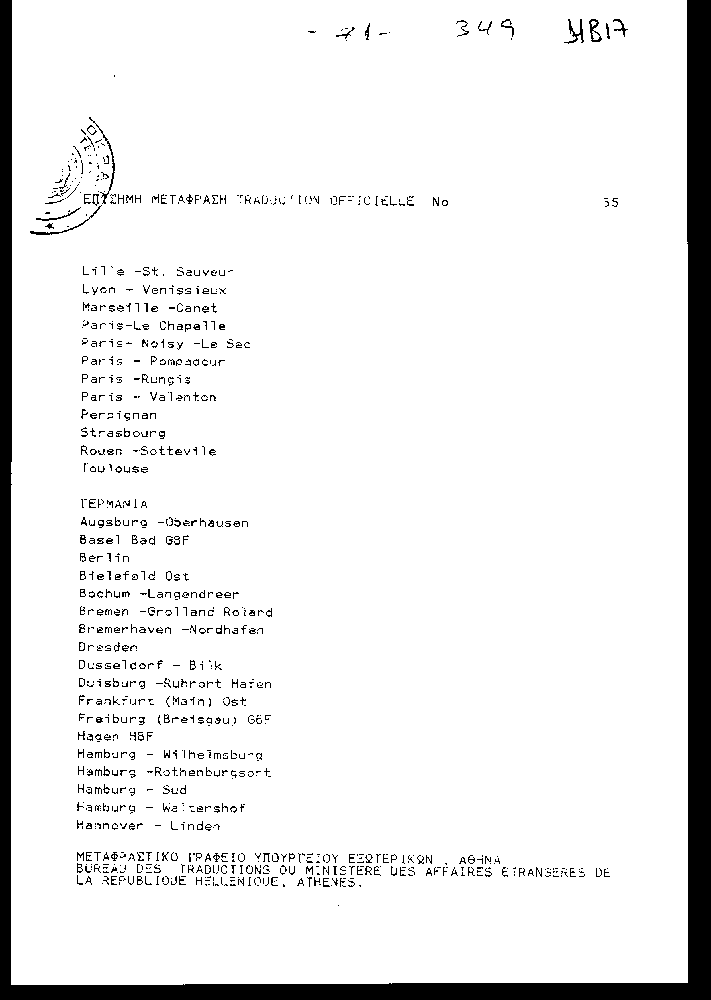 - 71 - 349 HB17
ΟΚΡΑ
ΕΠΙΣΗΜΗ ΜΕΤΑΦΡΑΣΗ TRADUCTION OFFICIELLE No 35
Lille -St. Sauveur
Lyon - Venissieux
Marseille -Canet
Paris-Le Chapelle
Paris- Noisy -Le Sec
Paris - Pompadour
Paris -Rungis
Paris - Valenton
Perpignan
Strasbourg
Rouen -Sottevile
Toulouse
ΓΕΡΜΑΝΙΑ
Augsburg -Oberhausen
Basel Bad GBF
Berlin
Bielefeld Ost
Bochum -Langendreer
Bremen -Grolland Roland
Bremerhaven -Nordhafen
Dresden
Dusseldorf - Bilk
Duisburg -Ruhrort Hafen
Frankfurt (Main) Ost
Freiburg (Breisgau) GBF
Hagen HBF
Hamburg - Wilhelmsburg
Hamburg -Rothenburgsort
Hamburg - Sud
Hamburg - Waltershof
Hannover - Linden
ΜΕΤΑΦΡΑΣΤΙΚΟ ΓΡΑΦΕΙΟ ΥΠΟΥΡΓΕΙΟΥ ΕΞΩΤΕΡΙΚΩΝ , ΑΘΗΝΑ
BUREAU DES TRADUCTIONS DU MINISTERE DES AFFAIRES ETRANGERES DE
LA REPUBLIQUE HELLENIQUE, ATHENES.